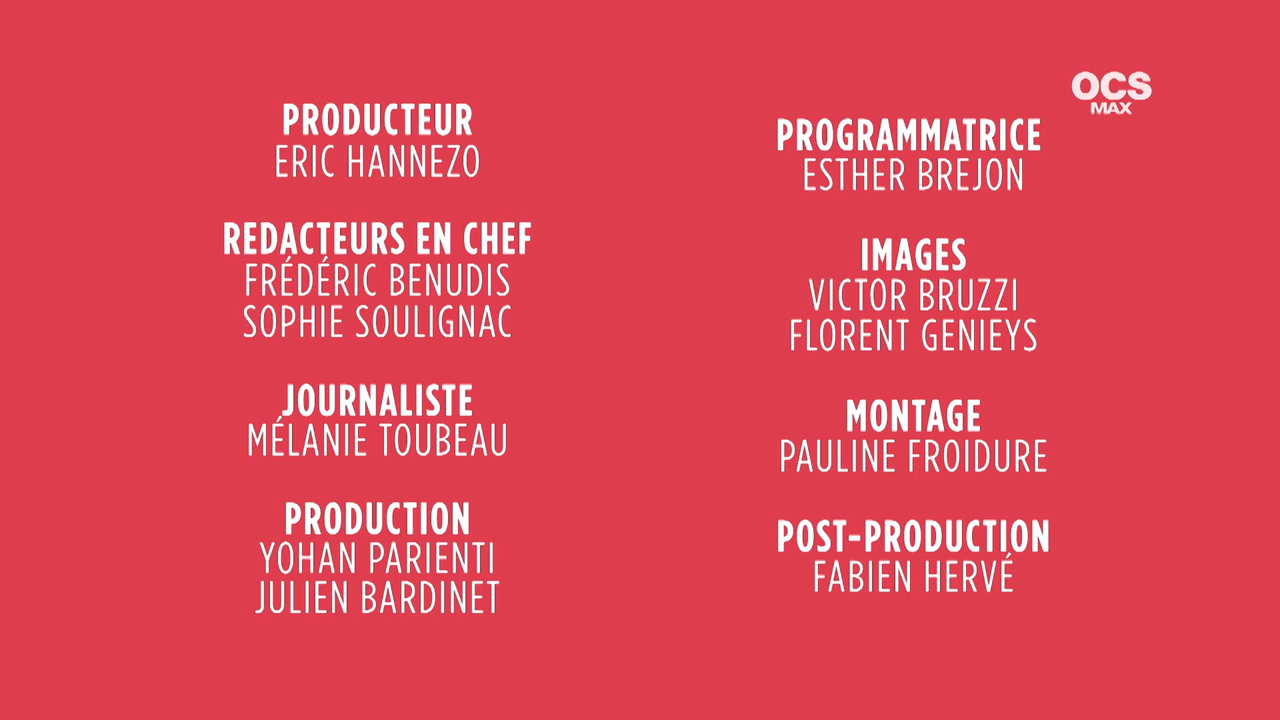 PRODUCTEUR
ERIC HANNEZO
REDACTEURS EN CHEF
FRÉDÉRIC BENUDIS
SOPHIE SOULIGNAC
JOURNALISTE
MÉLANIE TOUBEAU
PRODUCTION
YOHAN PARIENTI
JULIEN BARDINET
OCS
MAX
PROGRAMMATRICE
ESTHER BREJON
IMAGES
VICTOR BRUZZI
FLORENT GENIEYS
MONTAGE
PAULINE FROIDURE
POST-PRODUCTION
FABIEN HERVÉ